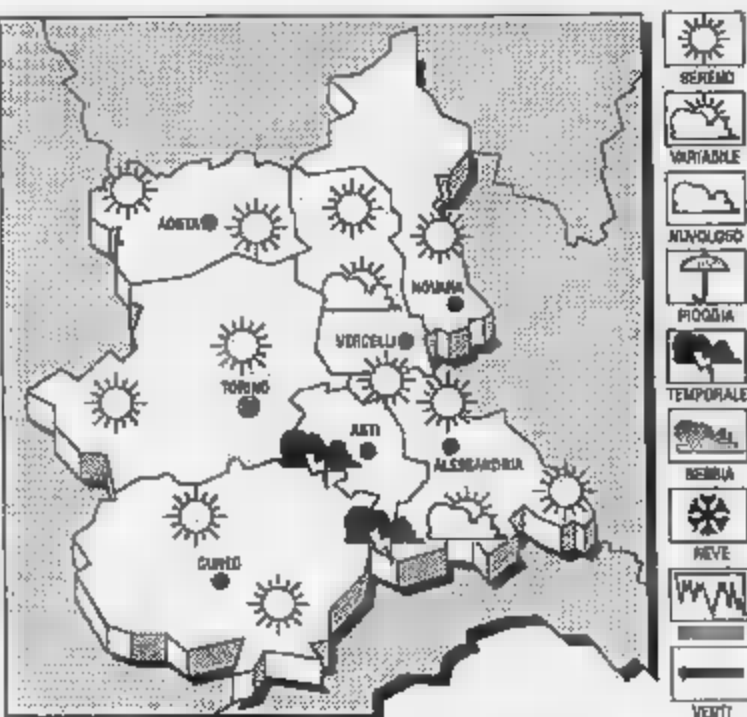 SERENO
VARIABILE
AOSTA
NUVOLOSO
NOVARA
PIOGGIA
VERCELLI
TORINO
TEMPORALE
ASTI
ALESSANDRIA
NEBBIA
NEVE
CUNEO
VENTI